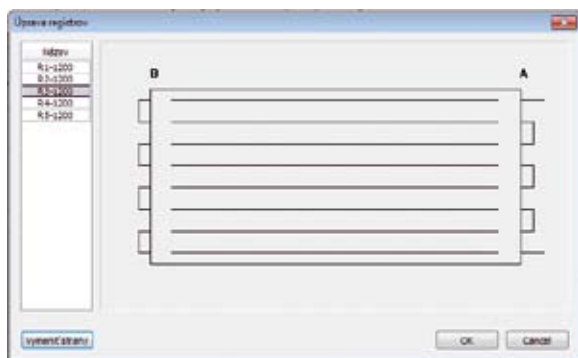 Úprava registrov
Názov
R1-1200
R2-1200
R3-1200
R4-1200
R5-1200
B
A
vymeniť strany
OK
Cancel